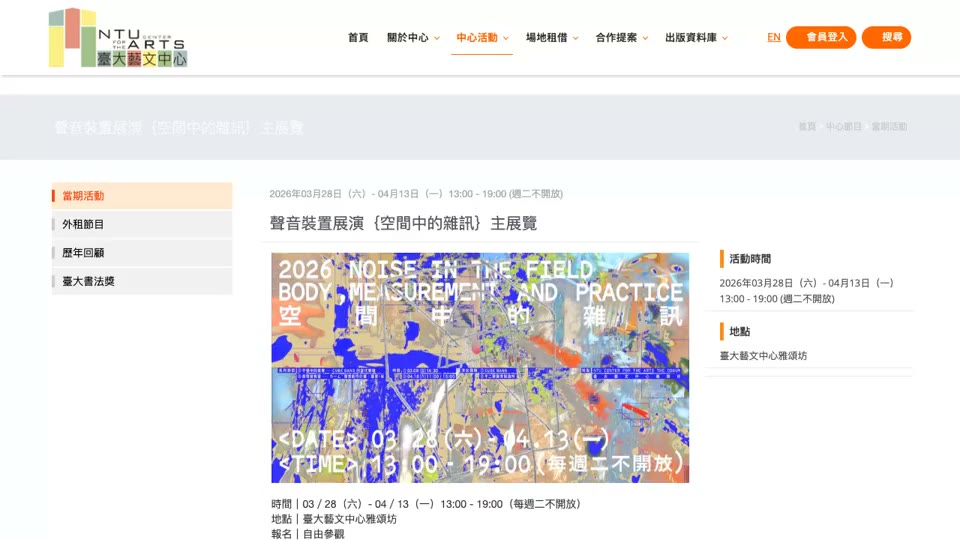 NTU CENTER
FOR THE ARTS
臺大藝文中心
首頁
關於中心
中心活動
場地租借
合作提案
出版資料庫
EN
會員登入
搜尋
聲音裝置展演｛空間中的雜訊｝主展覽
首頁
中心節目
當期活動
當期活動
外租節目
歷年回顧
臺大書法獎
2026年03月28日（六）- 04月13日（一）13:00 - 19:00 (週二不開放)
聲音裝置展演｛空間中的雜訊｝主展覽
2026 NOISE IN THE FIELD /
BODY,MEASUREMENT AND PRACTICE
空間中的雜訊
<DATE> 03.28(六)-04.13(一)
<TIME> 13:00 - 19:00(每週二不開放)
時間｜03 / 28（六）- 04 / 13（一）13:00 - 19:00（每週二不開放）
地點｜臺大藝文中心雅頌坊
報名｜自由參觀
活動時間
2026年03月28日（六）- 04月13日（一）
13:00 - 19:00 (週二不開放)
地點
臺大藝文中心雅頌坊